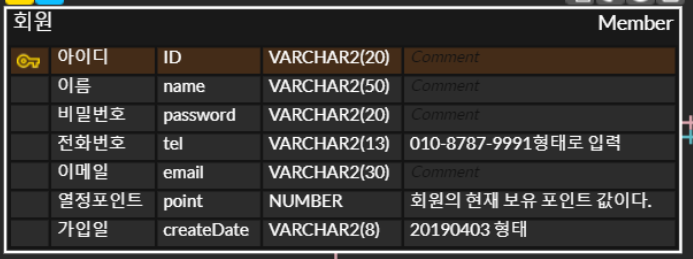 회원 Member
아이디 ID VARCHAR2(20) Comment
이름 name VARCHAR2(50) Comment
비밀번호 password VARCHAR2(20) Comment
전화번호 tel VARCHAR2(13) 010-8787-9991형태로 입력
이메일 email VARCHAR2(30) Comment
열정포인트 point NUMBER 회원의 현재 보유 포인트 값이다.
가입일 createDate VARCHAR2(8) 20190403 형태